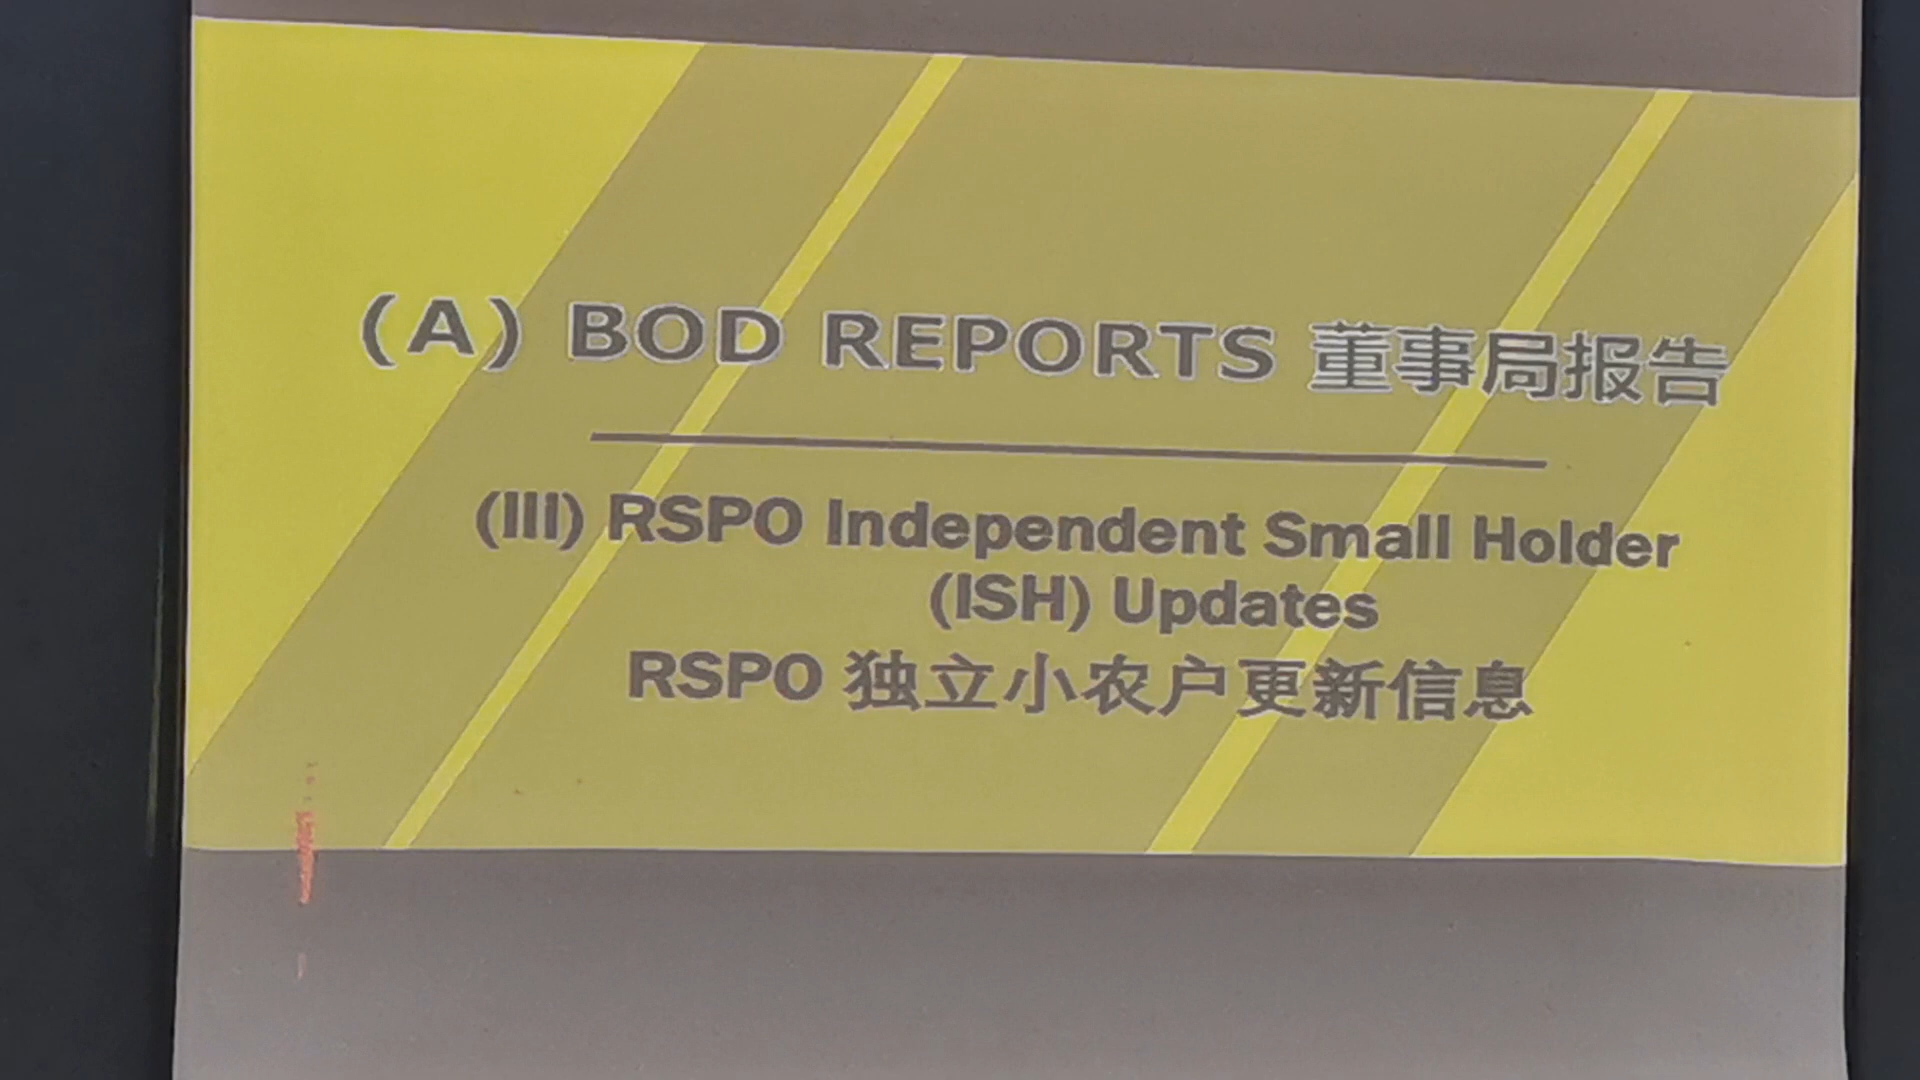 (A) BOD REPORTS 董事局报告
(III) RSPO Independent Small Holder
(ISH) Updates
RSPO 独立小农户更新信息